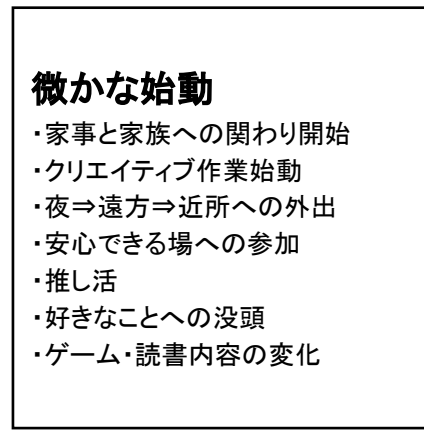 微かな始動
・家事と家族への関わり開始
・クリエイティブ作業始動
・夜⇒遠方⇒近所への外出
・安心できる場への参加
・推し活
・好きなことへの没頭
・ゲーム・読書内容の変化